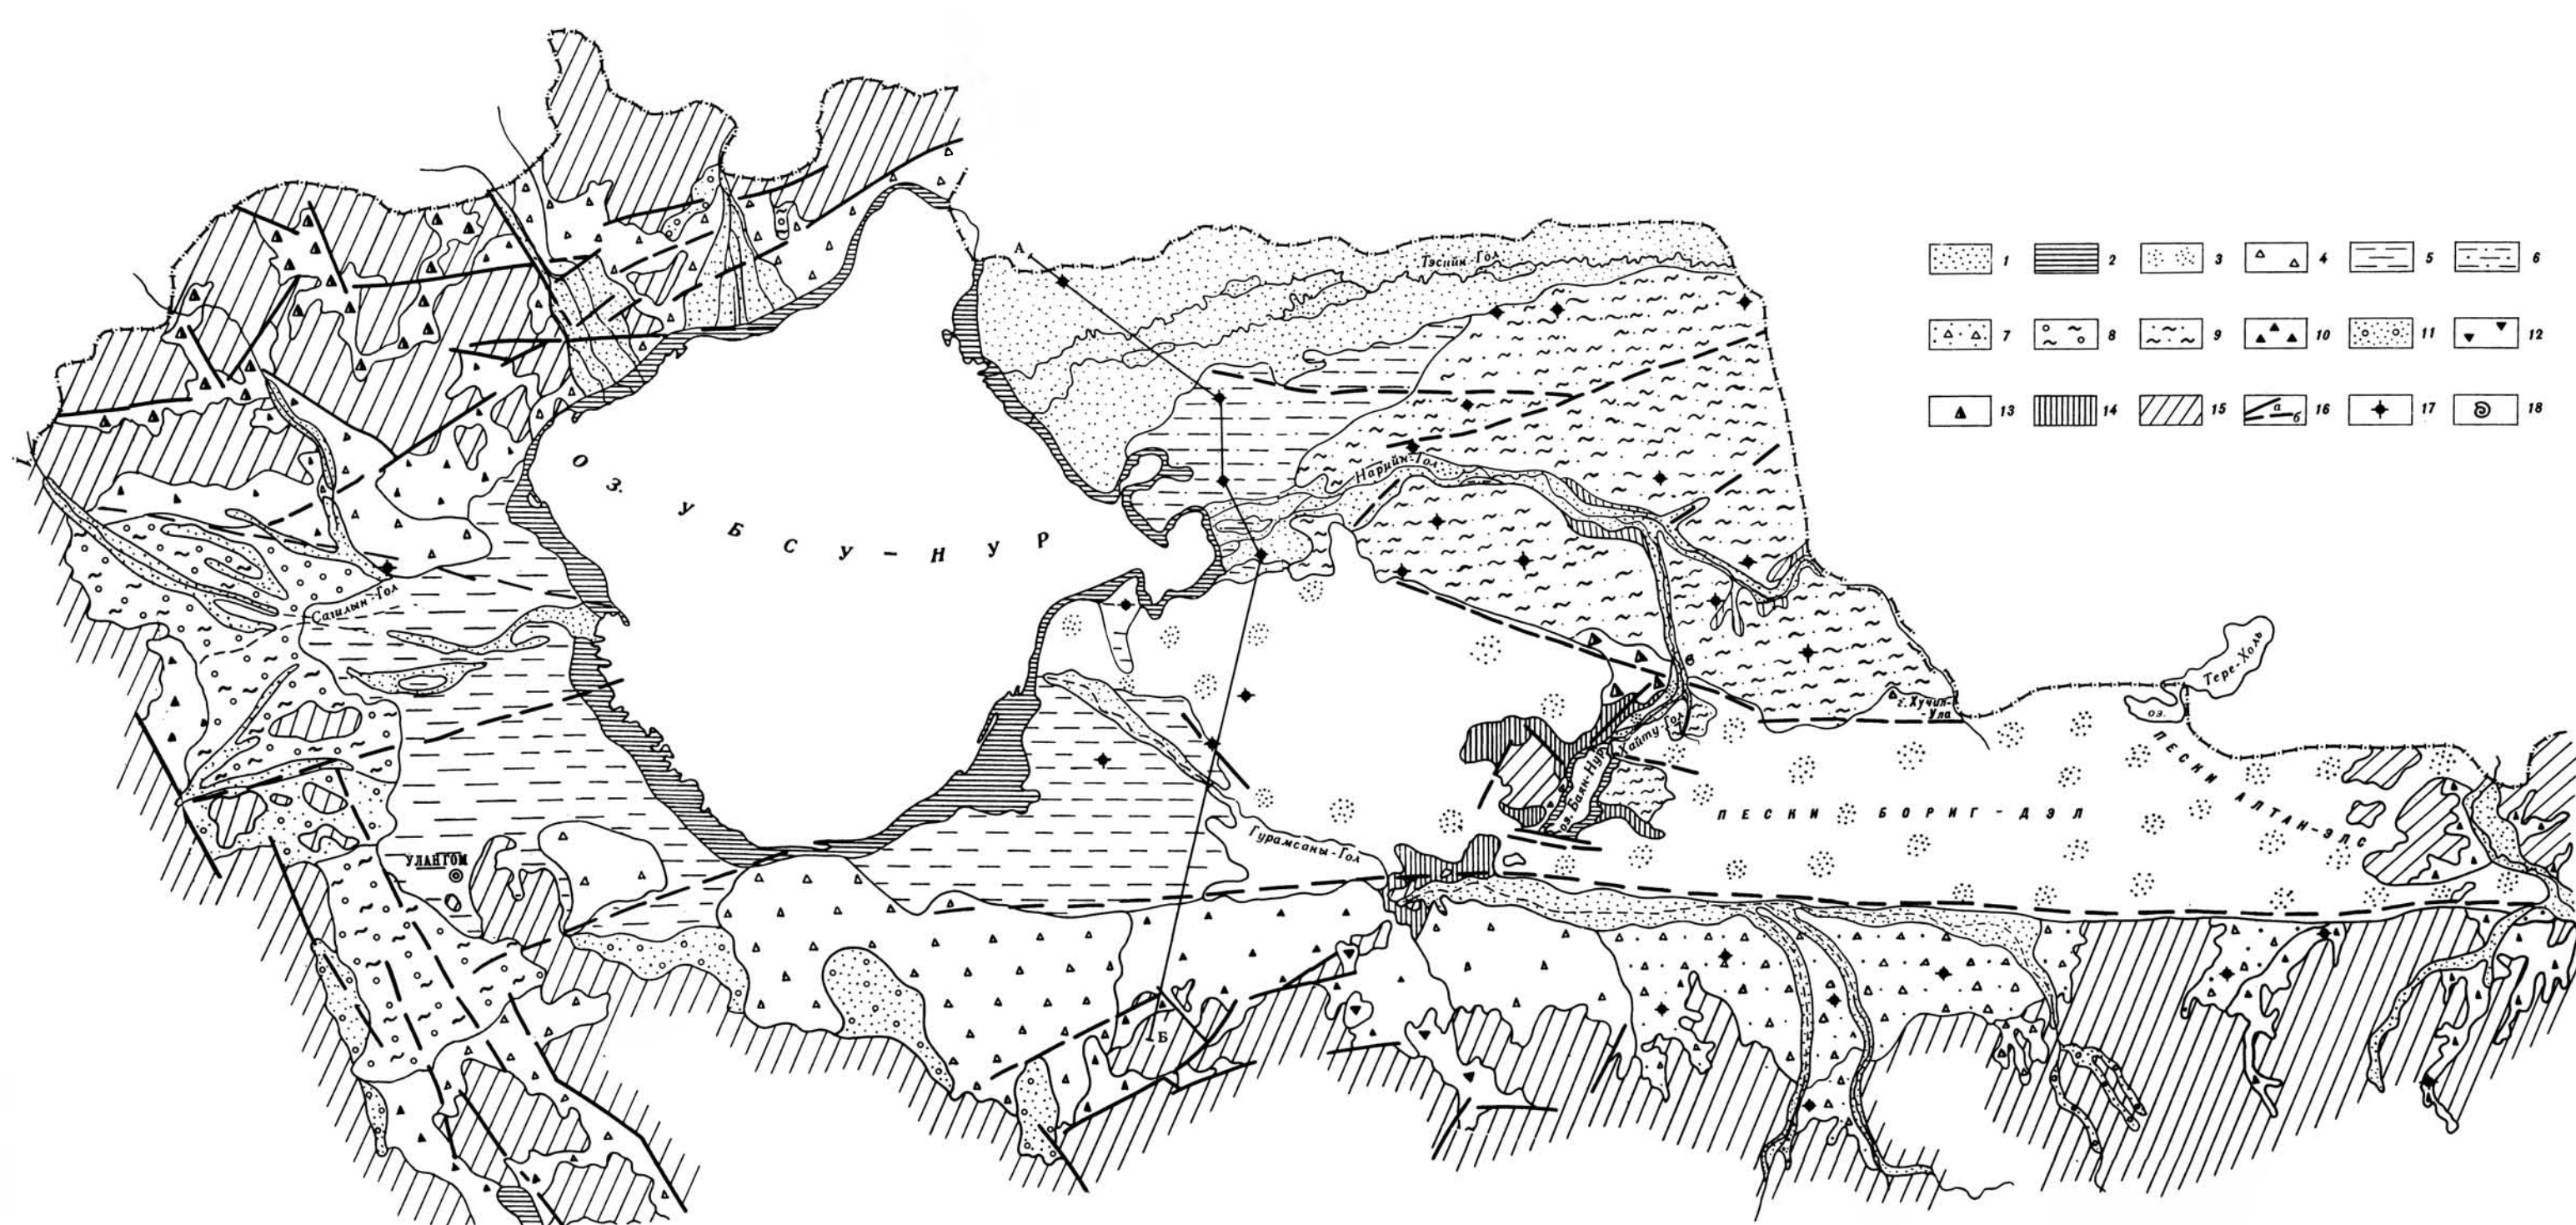 А
Тэсийн-Гол
1 2 3 4 5 6
7 8 9 10 11 12
13 14 15 а б 16 17 18
ОЗ. УБСУ-НУР
Нарийн-Гол
Сагилын-Гол
Тере-Холь
оз.
г. Хучин-Ула
Хайту-Гол
оз. Баян-Нур
ПЕСКИ АЛТАН-ЭЛС
ПЕСКИ БОРИГ-ДЭЛ
Гурамсаны-Гол
УЛАНГОМ
Б